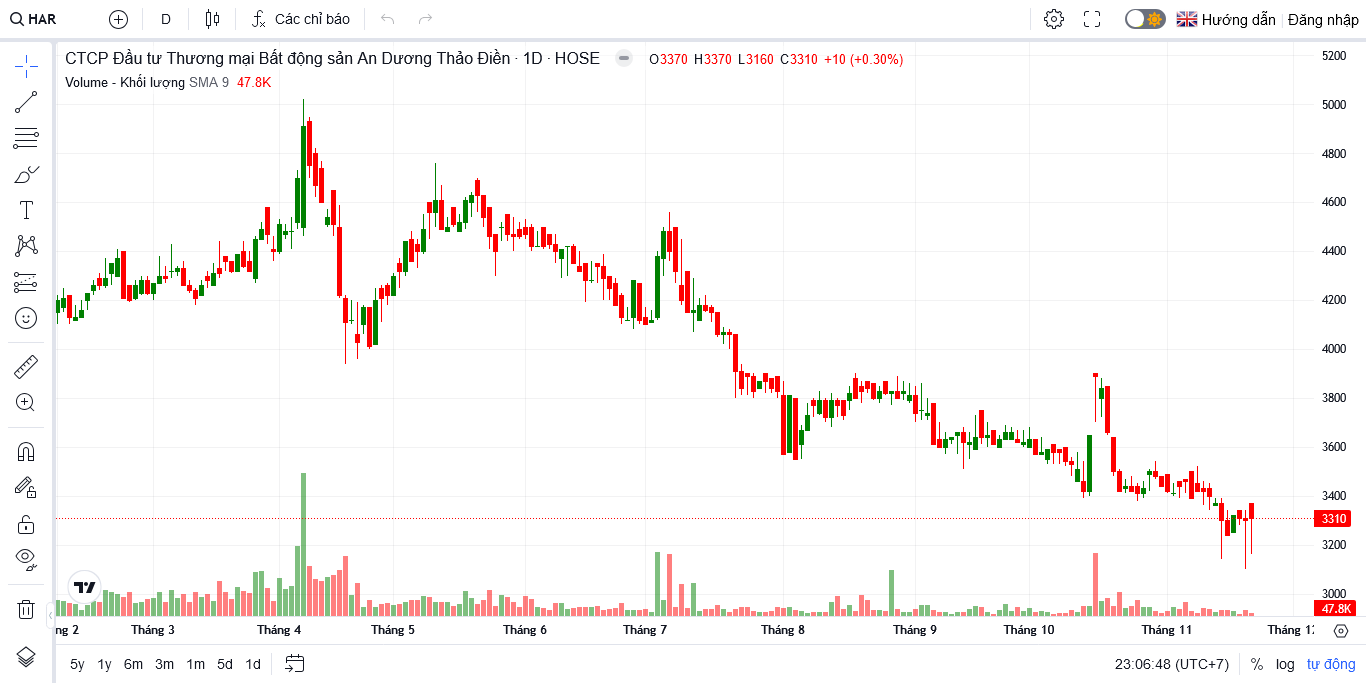 HAR D Các chỉ báo Hướng dẫn Đăng nhập
CTCP Đầu tư Thương mại Bất động sản An Dương Thảo Điền · 1D · HOSE O3370 H3370 L3160 C3310 +10 (+0.30%)
Volume - Khối lượng SMA 9 47.8K
5200
5000
4800
4600
4400
4200
4000
3800
3600
3400
3310
3200
3000
47.8K
ng 2 Tháng 3 Tháng 4 Tháng 5 Tháng 6 Tháng 7 Tháng 8 Tháng 9 Tháng 10 Tháng 11 Tháng 1
5y 1y 6m 3m 1m 5d 1d 23:06:48 (UTC+7) % log tự động